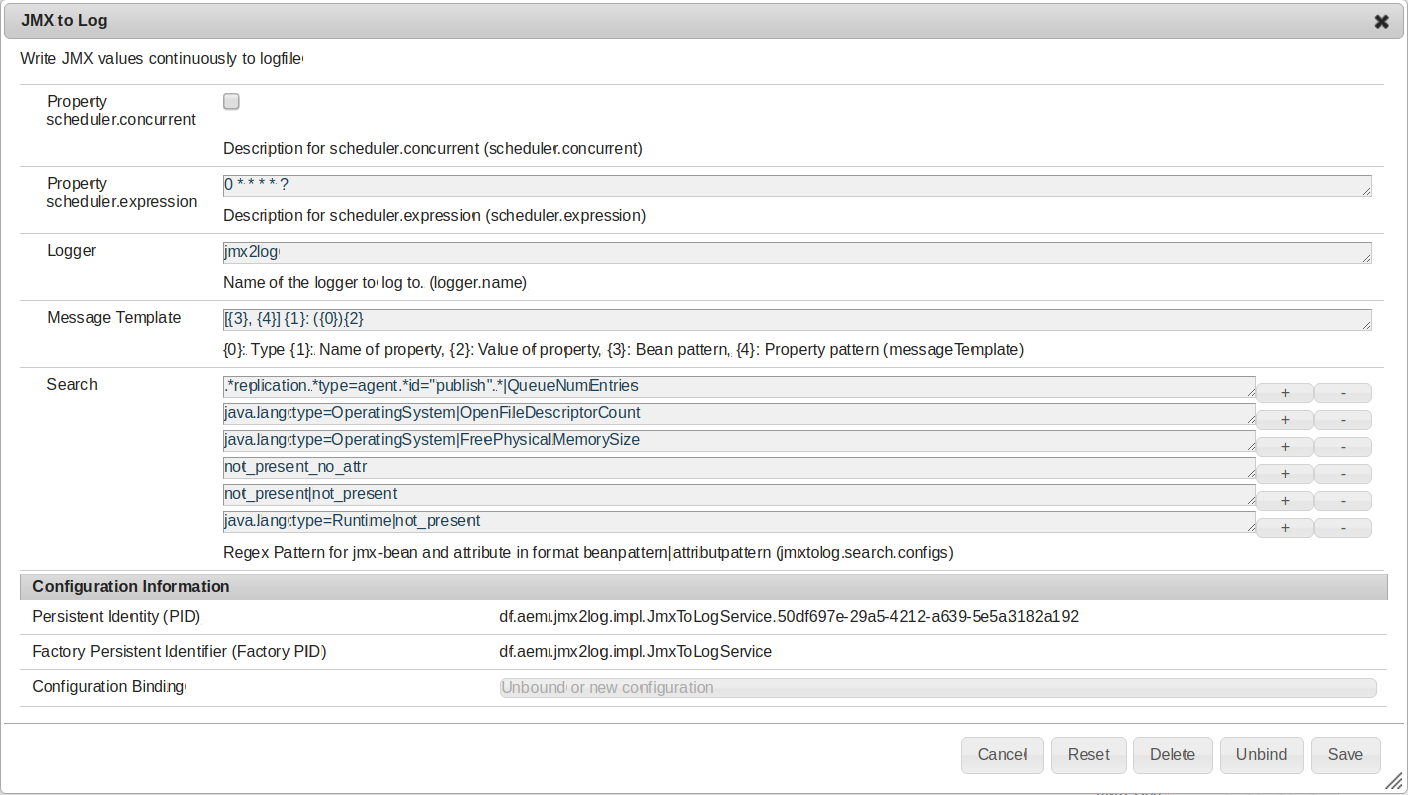 JMX to Log
Write JMX values continuously to logfile
Property
scheduler.concurrent
Description for scheduler.concurrent (scheduler.concurrent)
Property
scheduler.expression
0 * * * * ?
Description for scheduler.expression (scheduler.expression)
Logger
jmx2log
Name of the logger to log to. (logger.name)
Message Template
[{3}, {4}] {1}: ({0}){2}
{0}: Type {1}: Name of property, {2}: Value of property, {3}: Bean pattern, {4}: Property pattern (messageTemplate)
Search
.*replication.*type=agent.*id="publish".*|QueueNumEntries
+ -
java.lang:type=OperatingSystem|OpenFileDescriptorCount
+ -
java.lang:type=OperatingSystem|FreePhysicalMemorySize
+ -
not_present_no_attr
+ -
not_present|not_present
+ -
java.lang:type=Runtime|not_present
+ -
Regex Pattern for jmx-bean and attribute in format beanpattern|attributpattern (jmxtolog.search.configs)
Configuration Information
Persistent Identity (PID) df.aem.jmx2log.impl.JmxToLogService.50df697e-29a5-4212-a639-5e5a3182a192
Factory Persistent Identifier (Factory PID) df.aem.jmx2log.impl.JmxToLogService
Configuration Binding Unbound or new configuration
Cancel Reset Delete Unbind Save